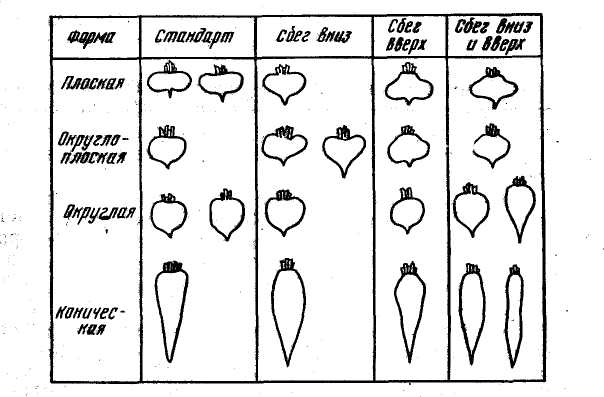 Форма
Стандарт
Сбег вниз
Сбег
вверх
Сбег вниз
и вверх
Плоская
Округло-
плоская
Округлая
Коничес-
кая